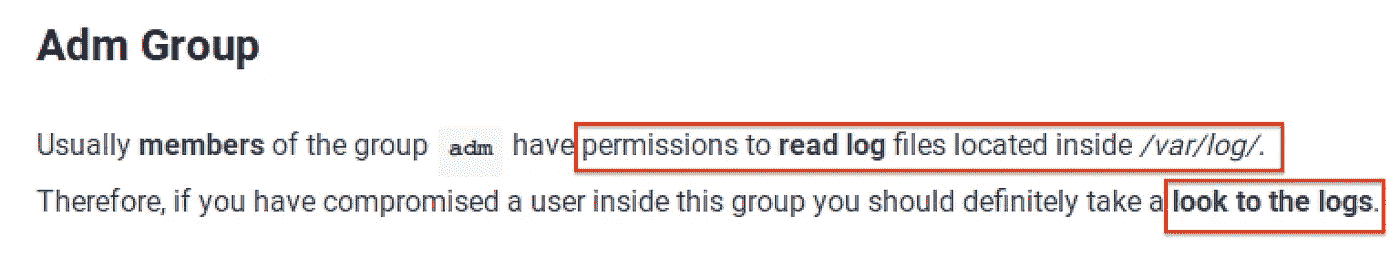 Adm Group
Usually members of the group adm have permissions to read log files located inside /var/log/.
Therefore, if you have compromised a user inside this group you should definitely take a look to the logs.